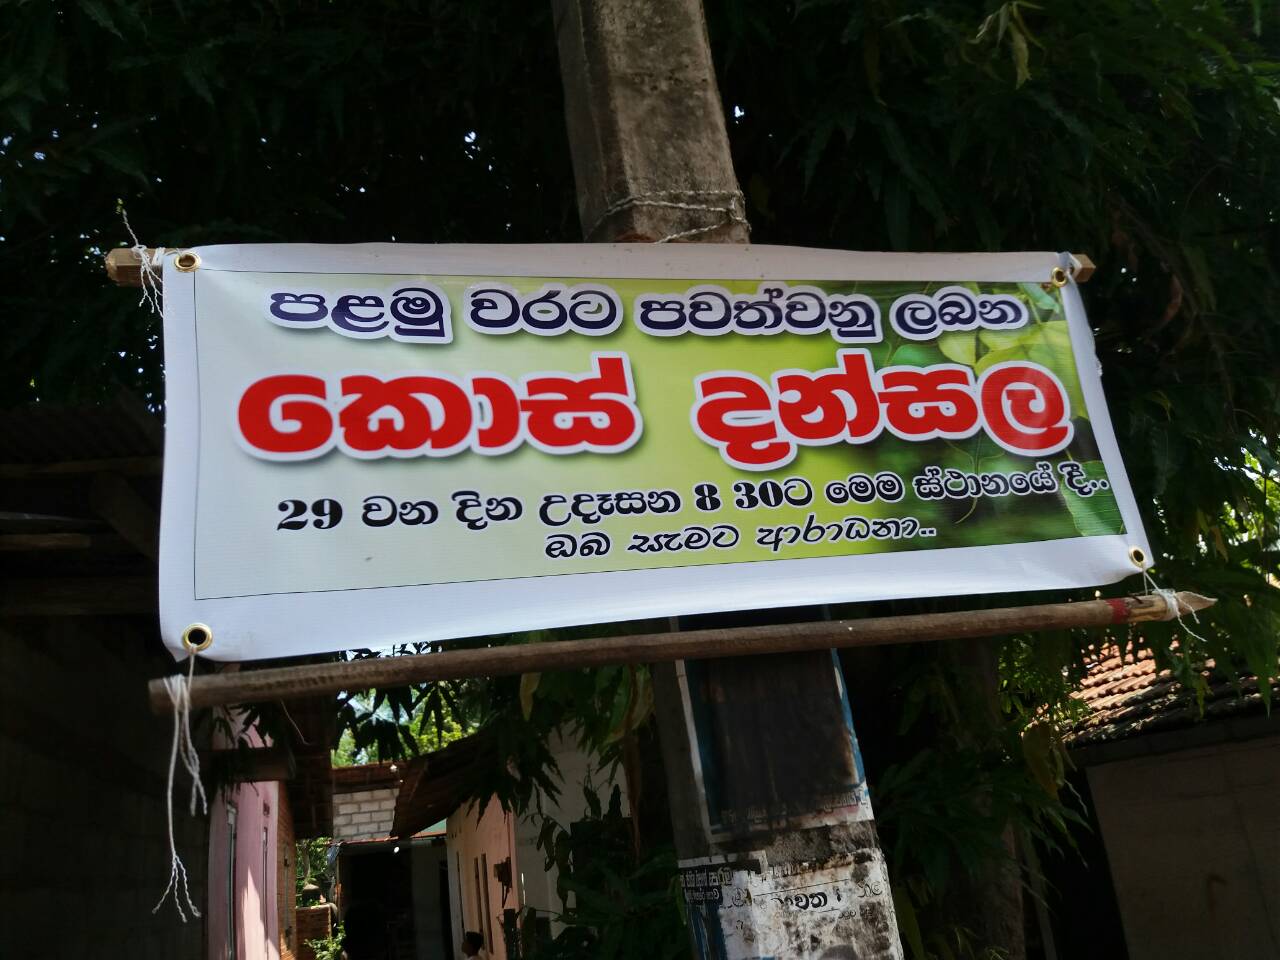 පළමු වරට පවත්වනු ලබන
කොස් දන්සල
29 වන දින උදෑසන 8 30ට මෙම ස්ථානයේ දී..
ඔබ සැමට ආරාධනා..